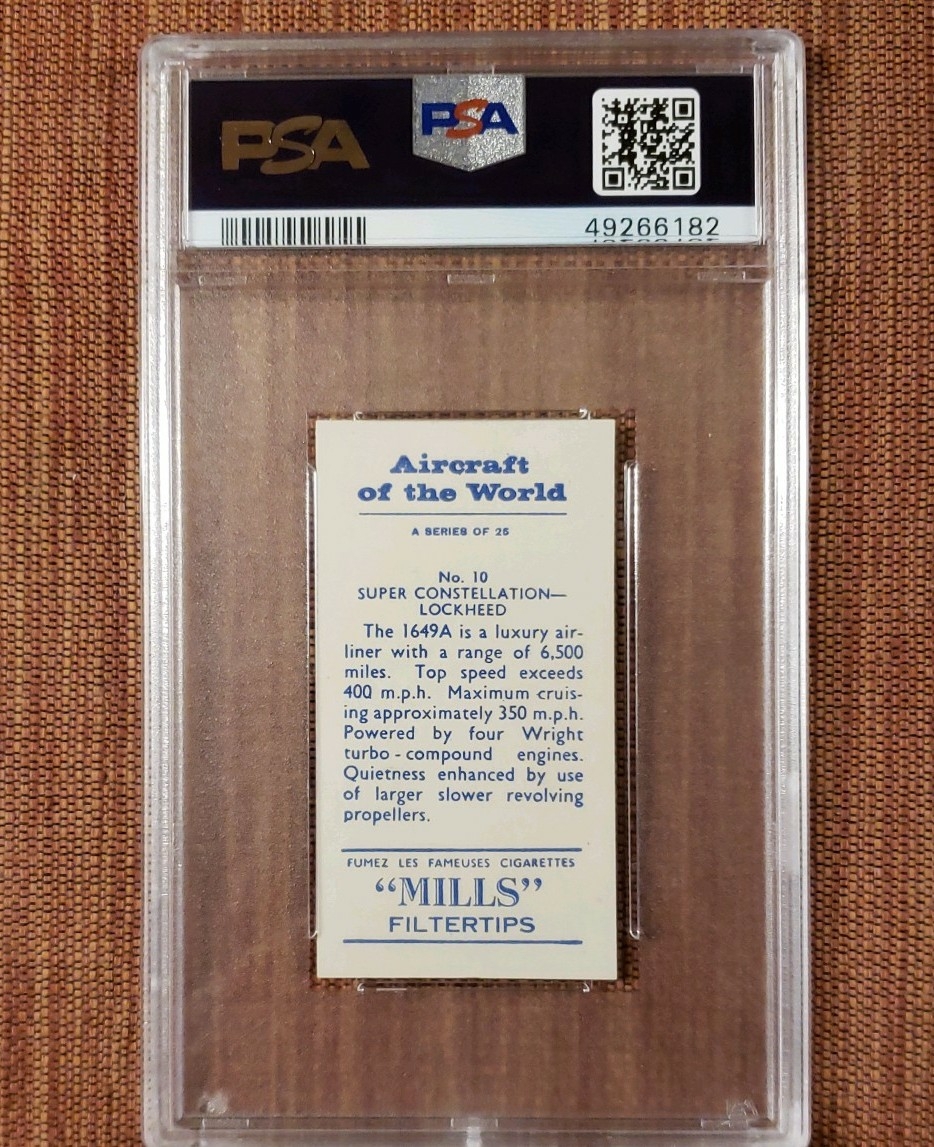 PSA
PSA
49266182
Aircraft
of the World
A SERIES OF 25
No. 10
SUPER CONSTELLATION—
LOCKHEED
The 1649A is a luxury air-
liner with a range of 6,500
miles. Top speed exceeds
400 m.p.h. Maximum cruis-
ing approximately 350 m.p.h.
Powered by four Wright
turbo-compound engines.
Quietness enhanced by use
of larger slower revolving
propellers.
FUMEZ LES FAMEUSES CIGARETTES
“MILLS”
FILTERTIPS